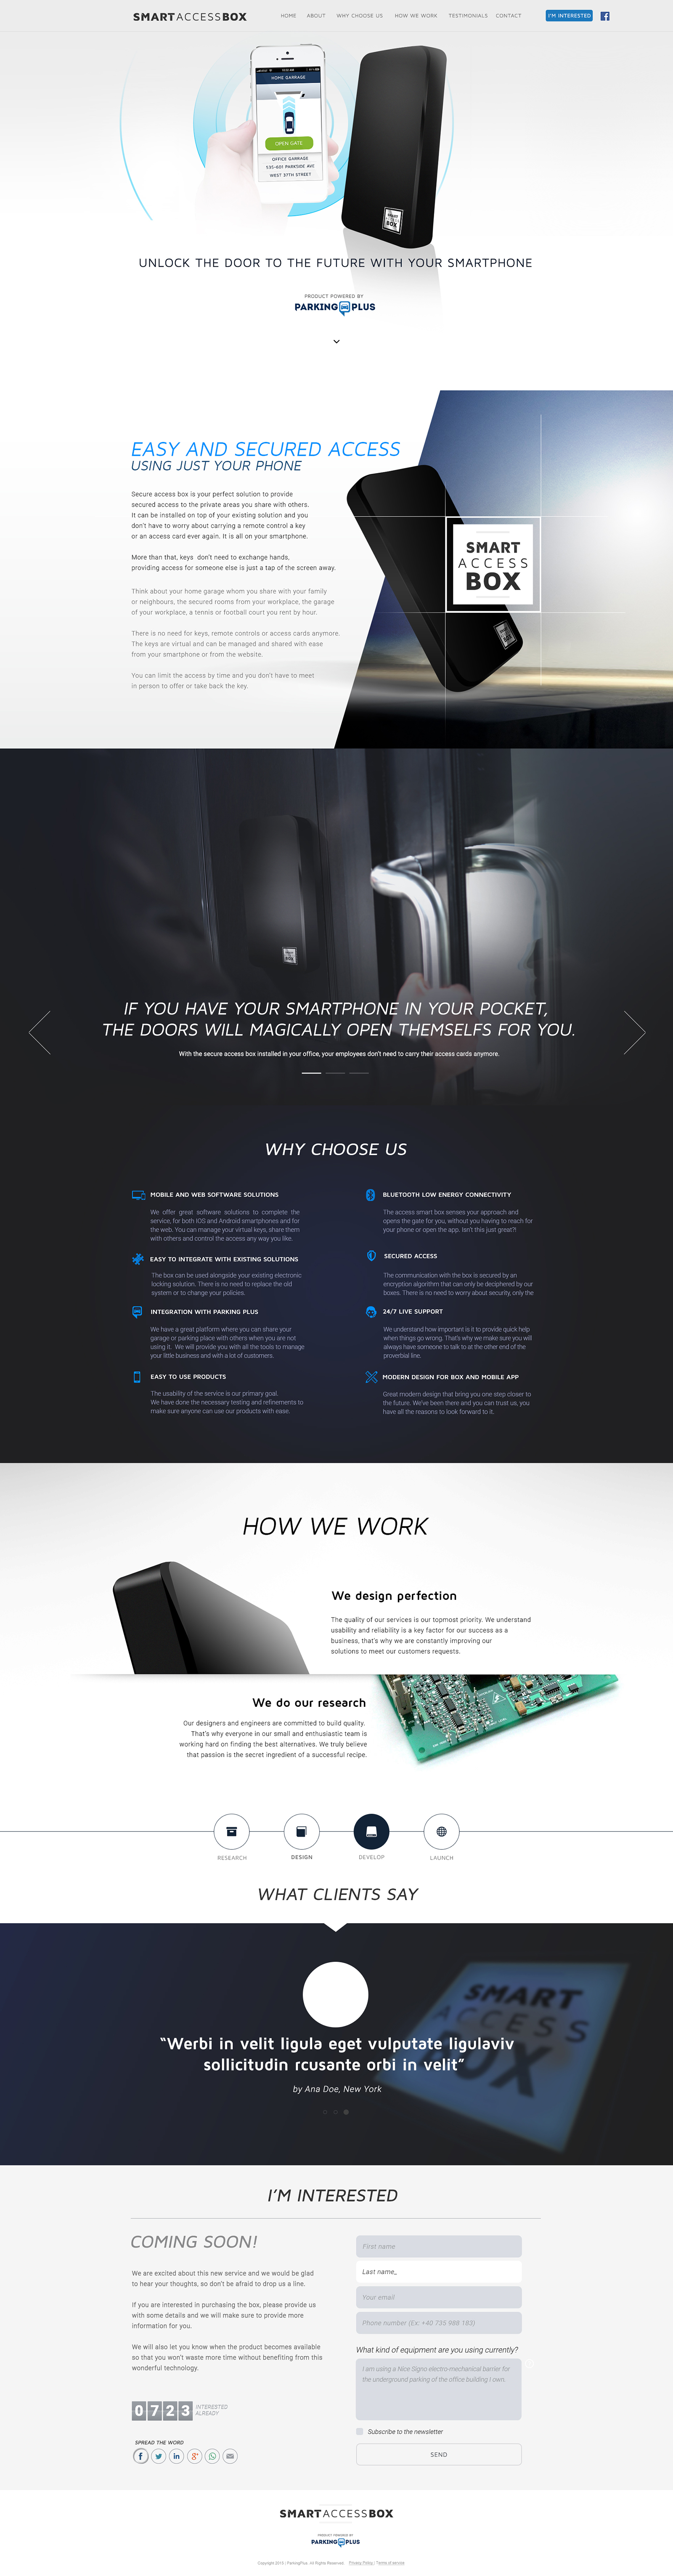 SMARTACCESSBOX
HOME ABOUT WHY CHOOSE US HOW WE WORK TESTIMONIALS CONTACT I'M INTERESTED
HOME GARRAGE
OPEN GATE
OFFICE GARRAGE
535-601 PARKSIDE AVE
WEST 37TH STREET
UNLOCK THE DOOR TO THE FUTURE WITH YOUR SMARTPHONE
PRODUCT POWERED BY
PARKING PLUS
EASY AND SECURED ACCESS
USING JUST YOUR PHONE
Secure access box is your perfect solution to provide
secured access to the private areas you share with others.
It can be installed on top of your existing solution and you
don't have to worry about carrying a remote control a key
or an access card ever again. It is all on your smartphone.
More than that, keys don't need to exchange hands,
providing access for someone else is just a tap of the screen away.
Think about your home garage whom you share with your family
or neighbours, the secured rooms from your workplace, the garage
of your workplace, a tennis or football court you rent by hour.
There is no need for keys, remote controls or access cards anymore.
The keys are virtual and can be managed and shared with ease
from your smartphone or from the website.
You can limit the access by time and you don't have to meet
in person to offer or take back the key.
SMART
ACCESS
BOX
IF YOU HAVE YOUR SMARTPHONE IN YOUR POCKET,
THE DOORS WILL MAGICALLY OPEN THEMSELFS FOR YOU.
With the secure access box installed in your office, your employees don't need to carry their access cards anymore.
WHY CHOOSE US
MOBILE AND WEB SOFTWARE SOLUTIONS
We offer great software solutions to complete the
service, for both IOS and Android smartphones and for
the web. You can manage your virtual keys, share them
with others and control the access any way you like.
EASY TO INTEGRATE WITH EXISTING SOLUTIONS
The box can be used alongside your existing electronic
locking solution. There is no need to replace the old
system or to change your policies.
INTEGRATION WITH PARKING PLUS
We have a great platform where you can share your
garage or parking place with others when you are not
using it. We will provide you with all the tools to manage
your little business and with a lot of customers.
EASY TO USE PRODUCTS
The usability of the service is our primary goal.
We have done the necessary testing and refinements to
make sure anyone can use our products with ease.
BLUETOOTH LOW ENERGY CONNECTIVITY
The access smart box senses your approach and
opens the gate for you, without you having to reach for
your phone or open the app. Isn't this just great?!
SECURED ACCESS
The communication with the box is secured by an
encryption algorithm that can only be deciphered by our
boxes. There is no need to worry about security, only the
24/7 LIVE SUPPORT
We understand how important is it to provide quick help
when things go wrong. That's why we make sure you will
always have someone to talk to at the other end of the
proverbial line.
MODERN DESIGN FOR BOX AND MOBILE APP
Great modern design that bring you one step closer to
the future. We've been there and you can trust us, you
have all the reasons to look forward to it.
HOW WE WORK
We design perfection
The quality of our services is our topmost priority. We understand
usability and reliability is a key factor for our success as a
business, that's why we are constantly improving our
solutions to meet our customers requests.
We do our research
Our designers and engineers are committed to build quality.
That's why everyone in our small and enthusiastic team is
working hard on finding the best alternatives. We truly believe
that passion is the secret ingredient of a successful recipe.
RESEARCH DESIGN DEVELOP LAUNCH
WHAT CLIENTS SAY
SMART
ACCESS
"Werbi in velit ligula eget vulputate ligulaviv
sollicitudin rcusante orbi in velit"
by Ana Doe, New York
I'M INTERESTED
COMING SOON!
We are excited about this new service and we would be glad
to hear your thoughts, so don't be afraid to drop us a line.
If you are interested in purchasing the box, please provide us
with some details and we will make sure to provide more
information for you.
We will also let you know when the product becomes available
so that you won't waste more time without benefiting from this
wonderful technology.
0723 INTERESTED
ALREADY
SPREAD THE WORD
First name
Last name_
Your email
Phone number (Ex: +40 735 988 183)
What kind of equipment are you using currently?
I am using a Nice Signo electro-mechanical barrier for
the underground parking of the office building I own.
Subscribe to the newsletter
SEND
SMARTACCESSBOX
PRODUCT POWERED BY
PARKING PLUS
All Rights Reserved. Privacy Policy | Terms of service